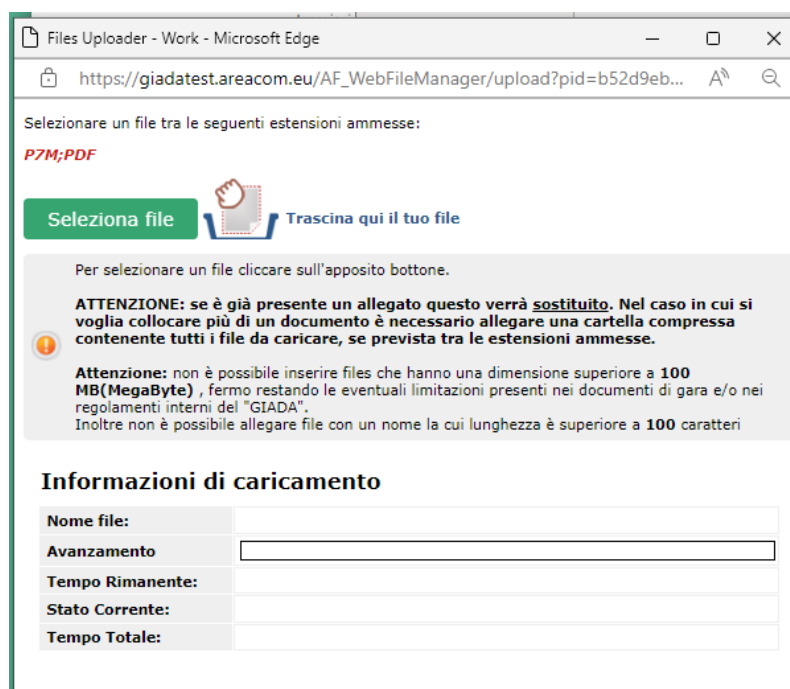 Files Uploader - Work - Microsoft Edge
https://giadatest.areacom.eu/AF_WebFileManager/upload?pid=b52d9eb...
Selezionare un file tra le seguenti estensioni ammesse:
P7M;PDF
Seleziona file
Trascina qui il tuo file
Per selezionare un file cliccare sull'apposito bottone.
ATTENZIONE: se è già presente un allegato questo verrà sostituito. Nel caso in cui si
voglia collocare più di un documento è necessario allegare una cartella compressa
contenente tutti i file da caricare, se prevista tra le estensioni ammesse.
Attenzione: non è possibile inserire files che hanno una dimensione superiore a 100
MB(MegaByte) , fermo restando le eventuali limitazioni presenti nei documenti di gara e/o nei
regolamenti interni del "GIADA".
Inoltre non è possibile allegare file con un nome la cui lunghezza è superiore a 100 caratteri
Informazioni di caricamento
Nome file:
Avanzamento
Tempo Rimanente:
Stato Corrente:
Tempo Totale: